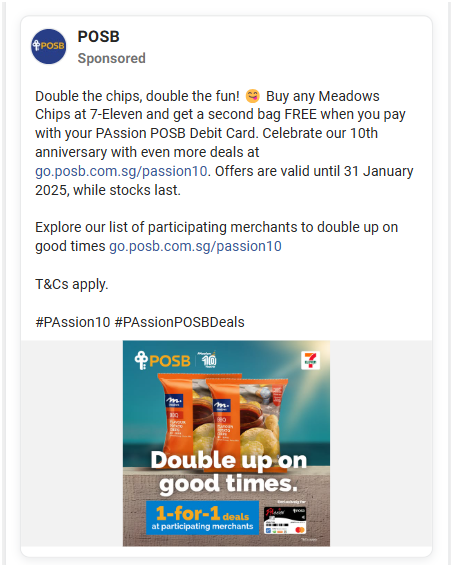 POSB
POSB
Sponsored
Double the chips, double the fun! 😋 Buy any Meadows
Chips at 7-Eleven and get a second bag FREE when you pay
with your PAssion POSB Debit Card. Celebrate our 10th
anniversary with even more deals at
go.posb.com.sg/passion10. Offers are valid until 31 January
2025, while stocks last.
Explore our list of participating merchants to double up on
good times go.posb.com.sg/passion10
T&Cs apply.
#PAssion10 #PAssionPOSBDeals
POSB
10
7
BBQ
BBQ
Double up on
good times.
1-for-1 deals
at participating merchants
POSB